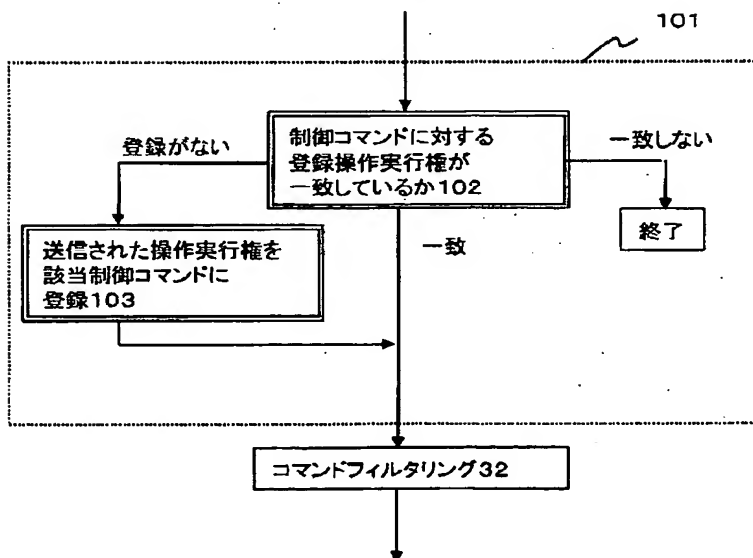 101
制御コマンドに対する
登録操作実行権が
一致しているか102
登録がない
一致しない
終了
一致
送信された操作実行権を
該当制御コマンドに
登録103
コマンドフィルタリング32